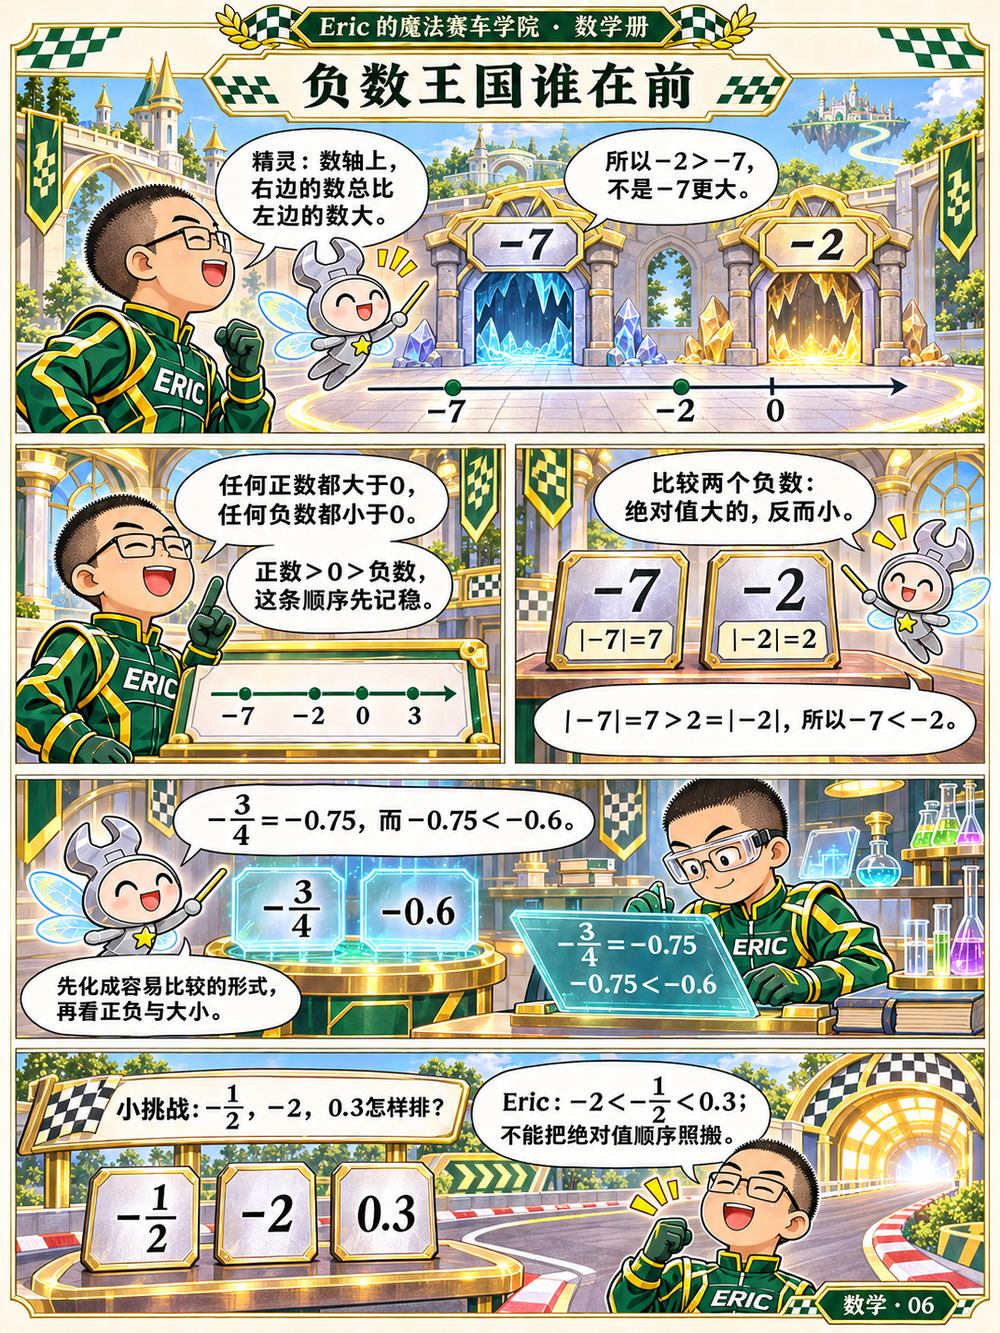 Eric 的魔法赛车学院 · 数学册
负数王国谁在前
精灵：数轴上，
右边的数总比
左边的数大。
所以－2＞－7，
不是－7更大。
-7
-2
ERIC
-7
-2
0
任何正数都大于0，
任何负数都小于0。
正数＞0＞负数，
这条顺序先记稳。
ERIC
-7
-2
0
3
比较两个负数：
绝对值大的，反而小。
-7
|-7|=7
-2
|-2|=2
|-7|=7>2=|-2|，所以-7<-2。
-3/4=-0.75，而-0.75<-0.6。
-3/4
-0.6
先化成容易比较的形式，
再看正负与大小。
-3/4=-0.75
-0.75<-0.6
ERIC
小挑战：-1/2，-2，0.3怎样排？
Eric：-2<-1/2<0.3；
不能把绝对值顺序照搬。
-1/2
-2
0.3
ERIC
数学·06